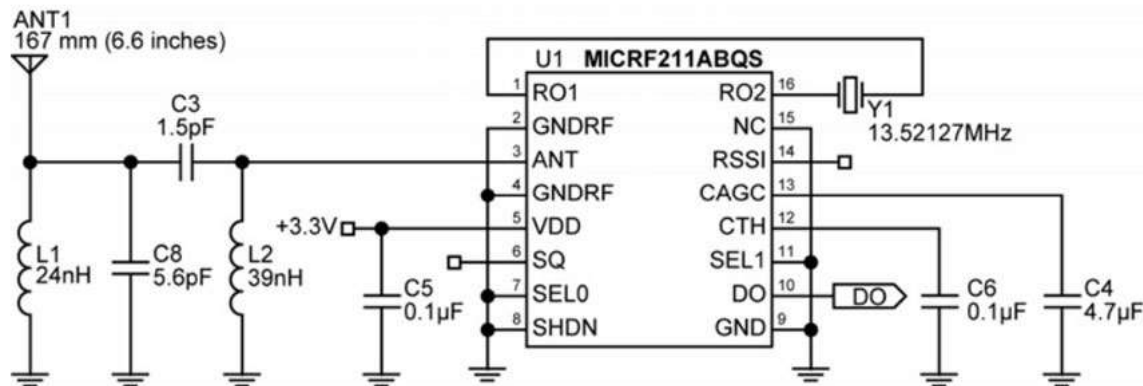 ANT1
167 mm (6.6 inches)
C3
1.5pF
L1
24nH
C8
5.6pF
L2
39nH
+3.3V
C5
0.1µF
U1 MICRF211ABQS
1 RO1
2 GNDRF
3 ANT
4 GNDRF
5 VDD
6 SQ
7 SEL0
8 SHDN
RO2 16
NC 15
RSSI 14
CAGC 13
CTH 12
SEL1 11
DO 10
GND 9
Y1
13.52127MHz
DO
C6
0.1µF
C4
4.7µF